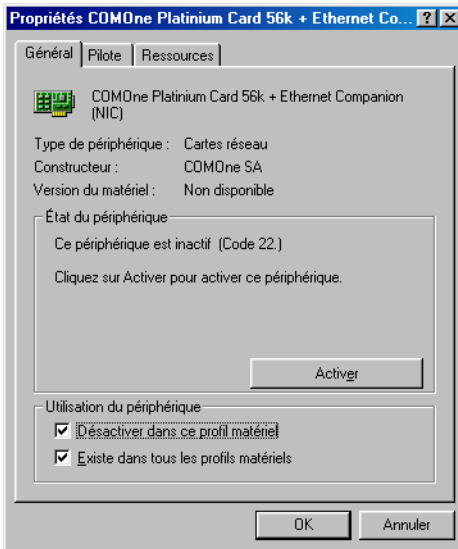 Propriétés COMOne Platinium Card 56k + Ethernet Co...
Général
Pilote
Ressources
COMOne Platinium Card 56k + Ethernet Companion
(NIC)
Type de périphérique : Cartes réseau
Constructeur : COMOne SA
Version du matériel : Non disponible
État du périphérique
Ce périphérique est inactif (Code 22.)
Cliquez sur Activer pour activer ce périphérique.
Activer
Utilisation du périphérique
Désactiver dans ce profil matériel
Existe dans tous les profils matériels
OK
Annuler